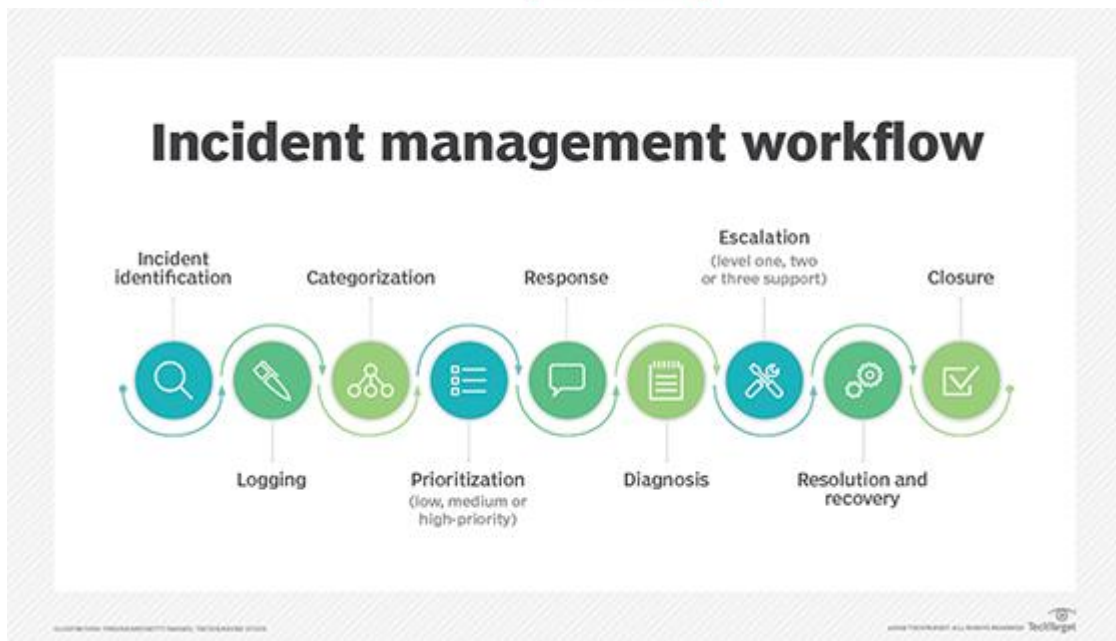 Incident management workflow
Incident
identification
Logging
Categorization
Prioritization
(low, medium or
high-priority)
Response
Diagnosis
Escalation
(level one, two
or three support)
Resolution and
recovery
Closure
TechTarget